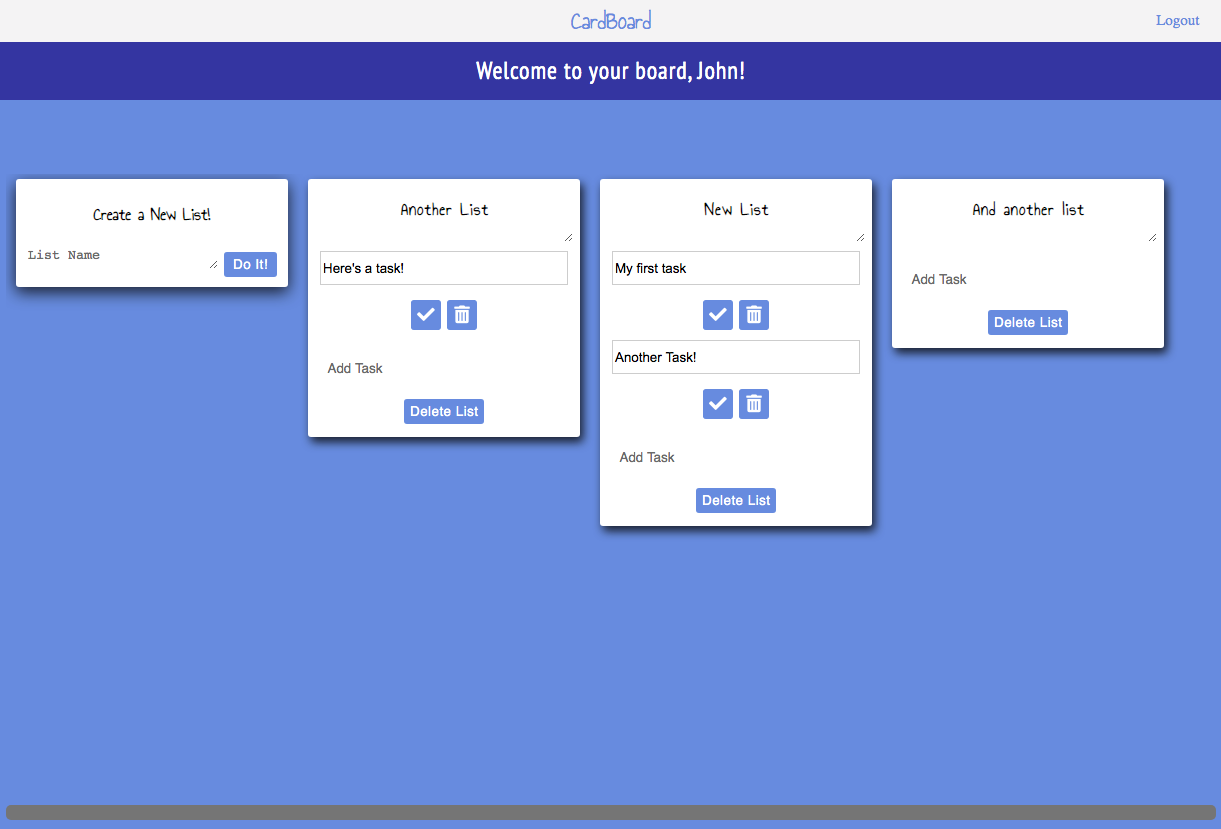 CardBoard
Logout
Welcome to your board, John!
Create a New List!
List Name
Do It!
Another List
Here's a task!
Add Task
Delete List
New List
My first task
Another Task!
Add Task
Delete List
And another list
Add Task
Delete List